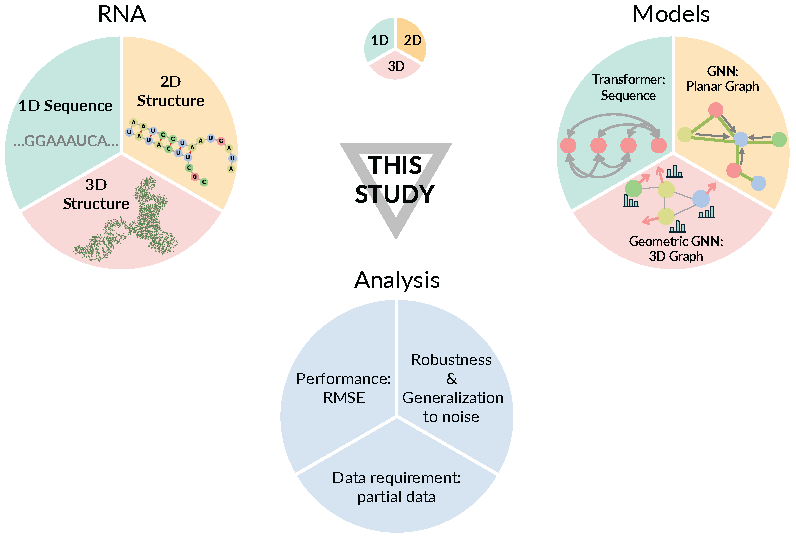 RNA
Models
1D
2D
3D
1D Sequence
...GGAAAUCA...
2D
Structure
3D
Structure
Transformer:
Sequence
GNN:
Planar Graph
Geometric GNN:
3D Graph
THIS
STUDY
Analysis
Performance:
RMSE
Robustness
&
Generalization
to noise
Data requirement:
partial data